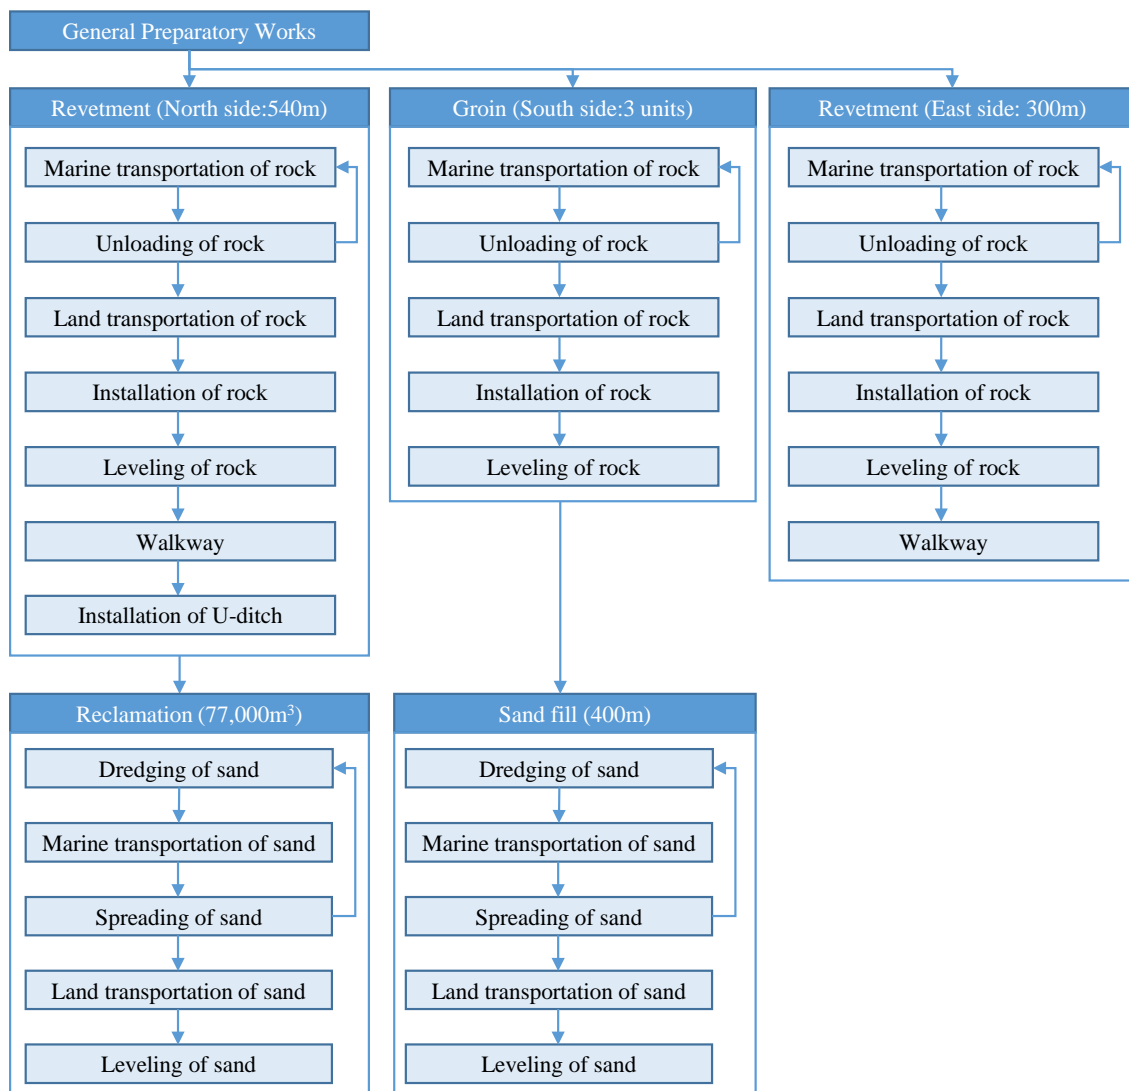 General Preparatory Works
Revetment (North side:540m)
Marine transportation of rock
Unloading of rock
Land transportation of rock
Installation of rock
Leveling of rock
Walkway
Installation of U-ditch
Groin (South side:3 units)
Marine transportation of rock
Unloading of rock
Land transportation of rock
Installation of rock
Leveling of rock
Revetment (East side: 300m)
Marine transportation of rock
Unloading of rock
Land transportation of rock
Installation of rock
Leveling of rock
Walkway
Reclamation (77,000m³)
Dredging of sand
Marine transportation of sand
Spreading of sand
Land transportation of sand
Leveling of sand
Sand fill (400m)
Dredging of sand
Marine transportation of sand
Spreading of sand
Land transportation of sand
Leveling of sand